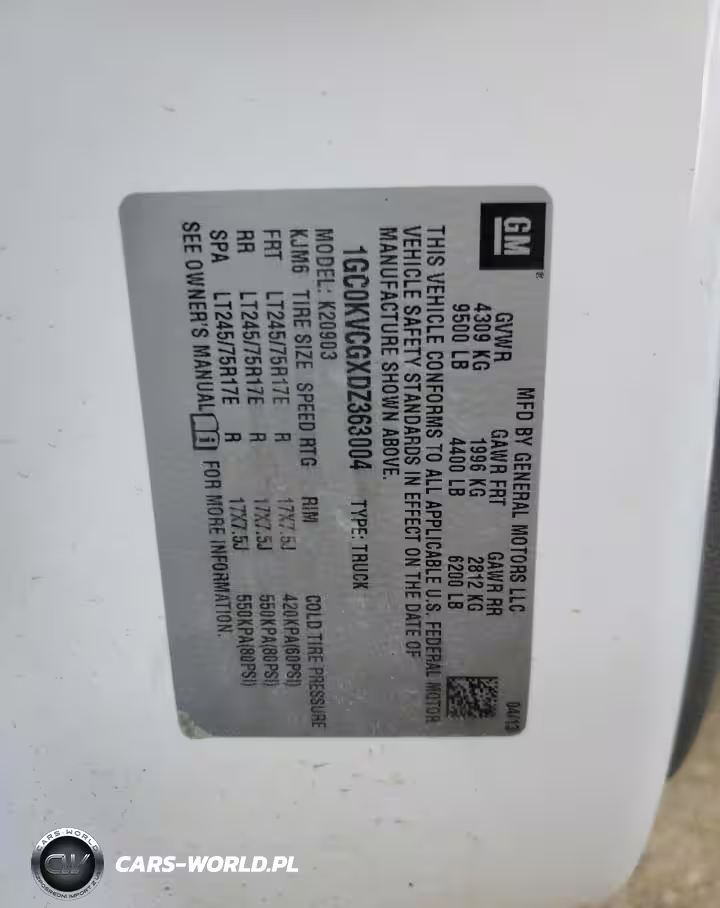 GM
®
MFD BY GENERAL MOTORS LLC
04/13
GVWR
GAWR FRT
GAWR RR
4309 KG
1996 KG
2812 KG
9500 LB
4400 LB
6200 LB
THIS VEHICLE CONFORMS TO ALL APPLICABLE U.S. FEDERAL MOTOR
VEHICLE SAFETY STANDARDS IN EFFECT ON THE DATE OF
MANUFACTURE SHOWN ABOVE.
1GC0KVCGXDZ363004 TYPE: TRUCK
MODEL: K20903
KJM6 TIRE SIZE SPEED RTG RIM COLD TIRE PRESSURE
FRT LT245/75R17E R 17X7.5J 420KPA(60PSI)
RR LT245/75R17E R 17X7.5J 550KPA(80PSI)
SPA LT245/75R17E R 17X7.5J 550KPA(80PSI)
SEE OWNER'S MANUAL FOR MORE INFORMATION.
CARS-WORLD
CW
CARS-WORLD.PL